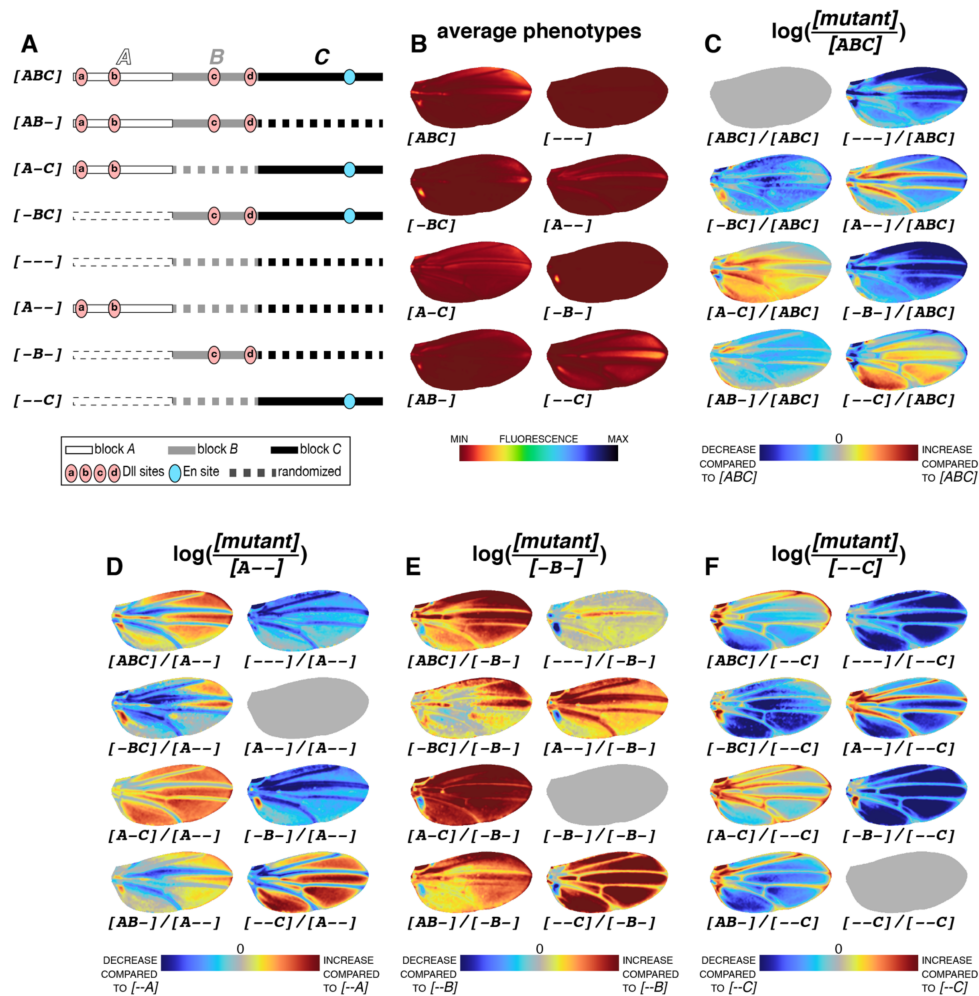 A
A B C
[ABC] a b c d
[AB-] a b c d
[A-C] a b
[-BC] c d
[---]
[A--] a b
[-B-] c d
[--C]
block A block B block C
a b c d Dll sites En site randomized
B average phenotypes
[ABC] [---]
[-BC] [A--]
[A-C] [-B-]
[AB-] [--C]
MIN FLUORESCENCE MAX
C log([mutant]/[ABC])
[ABC]/[ABC] [---]/[ABC]
[-BC]/[ABC] [A--]/[ABC]
[A-C]/[ABC] [-B-]/[ABC]
[AB-]/[ABC] [--C]/[ABC]
0
DECREASE INCREASE
COMPARED COMPARED
TO [ABC] TO [ABC]
D log([mutant]/[A--])
[ABC]/[A--] [---]/[A--]
[-BC]/[A--] [A--]/[A--]
[A-C]/[A--] [-B-]/[A--]
[AB-]/[A--] [--C]/[A--]
0
DECREASE INCREASE
COMPARED COMPARED
TO [--A] TO [--A]
E log([mutant]/[-B-])
[ABC]/[-B-] [---]/[-B-]
[-BC]/[-B-] [A--]/[-B-]
[A-C]/[-B-] [-B-]/[-B-]
[AB-]/[-B-] [--C]/[-B-]
0
DECREASE INCREASE
COMPARED COMPARED
TO [--B] TO [--B]
F log([mutant]/[--C])
[ABC]/[--C] [---]/[--C]
[-BC]/[--C] [A--]/[--C]
[A-C]/[--C] [-B-]/[--C]
[AB-]/[--C] [--C]/[--C]
0
DECREASE INCREASE
COMPARED COMPARED
TO [--C] TO [--C]